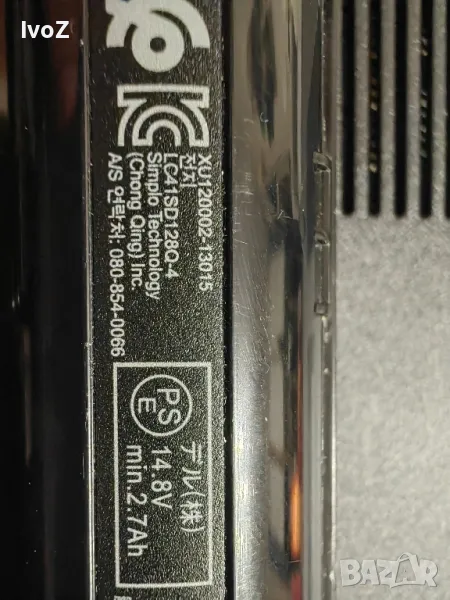 IvoZ
XU120002-13015
전지
LC41SD128Q-4
Simplo Technology
(Chong Qing) Inc.
A/S 연락처: 080-854-0066
PS
E
デル(株)
14.8V
min.2.7Ah
bazar